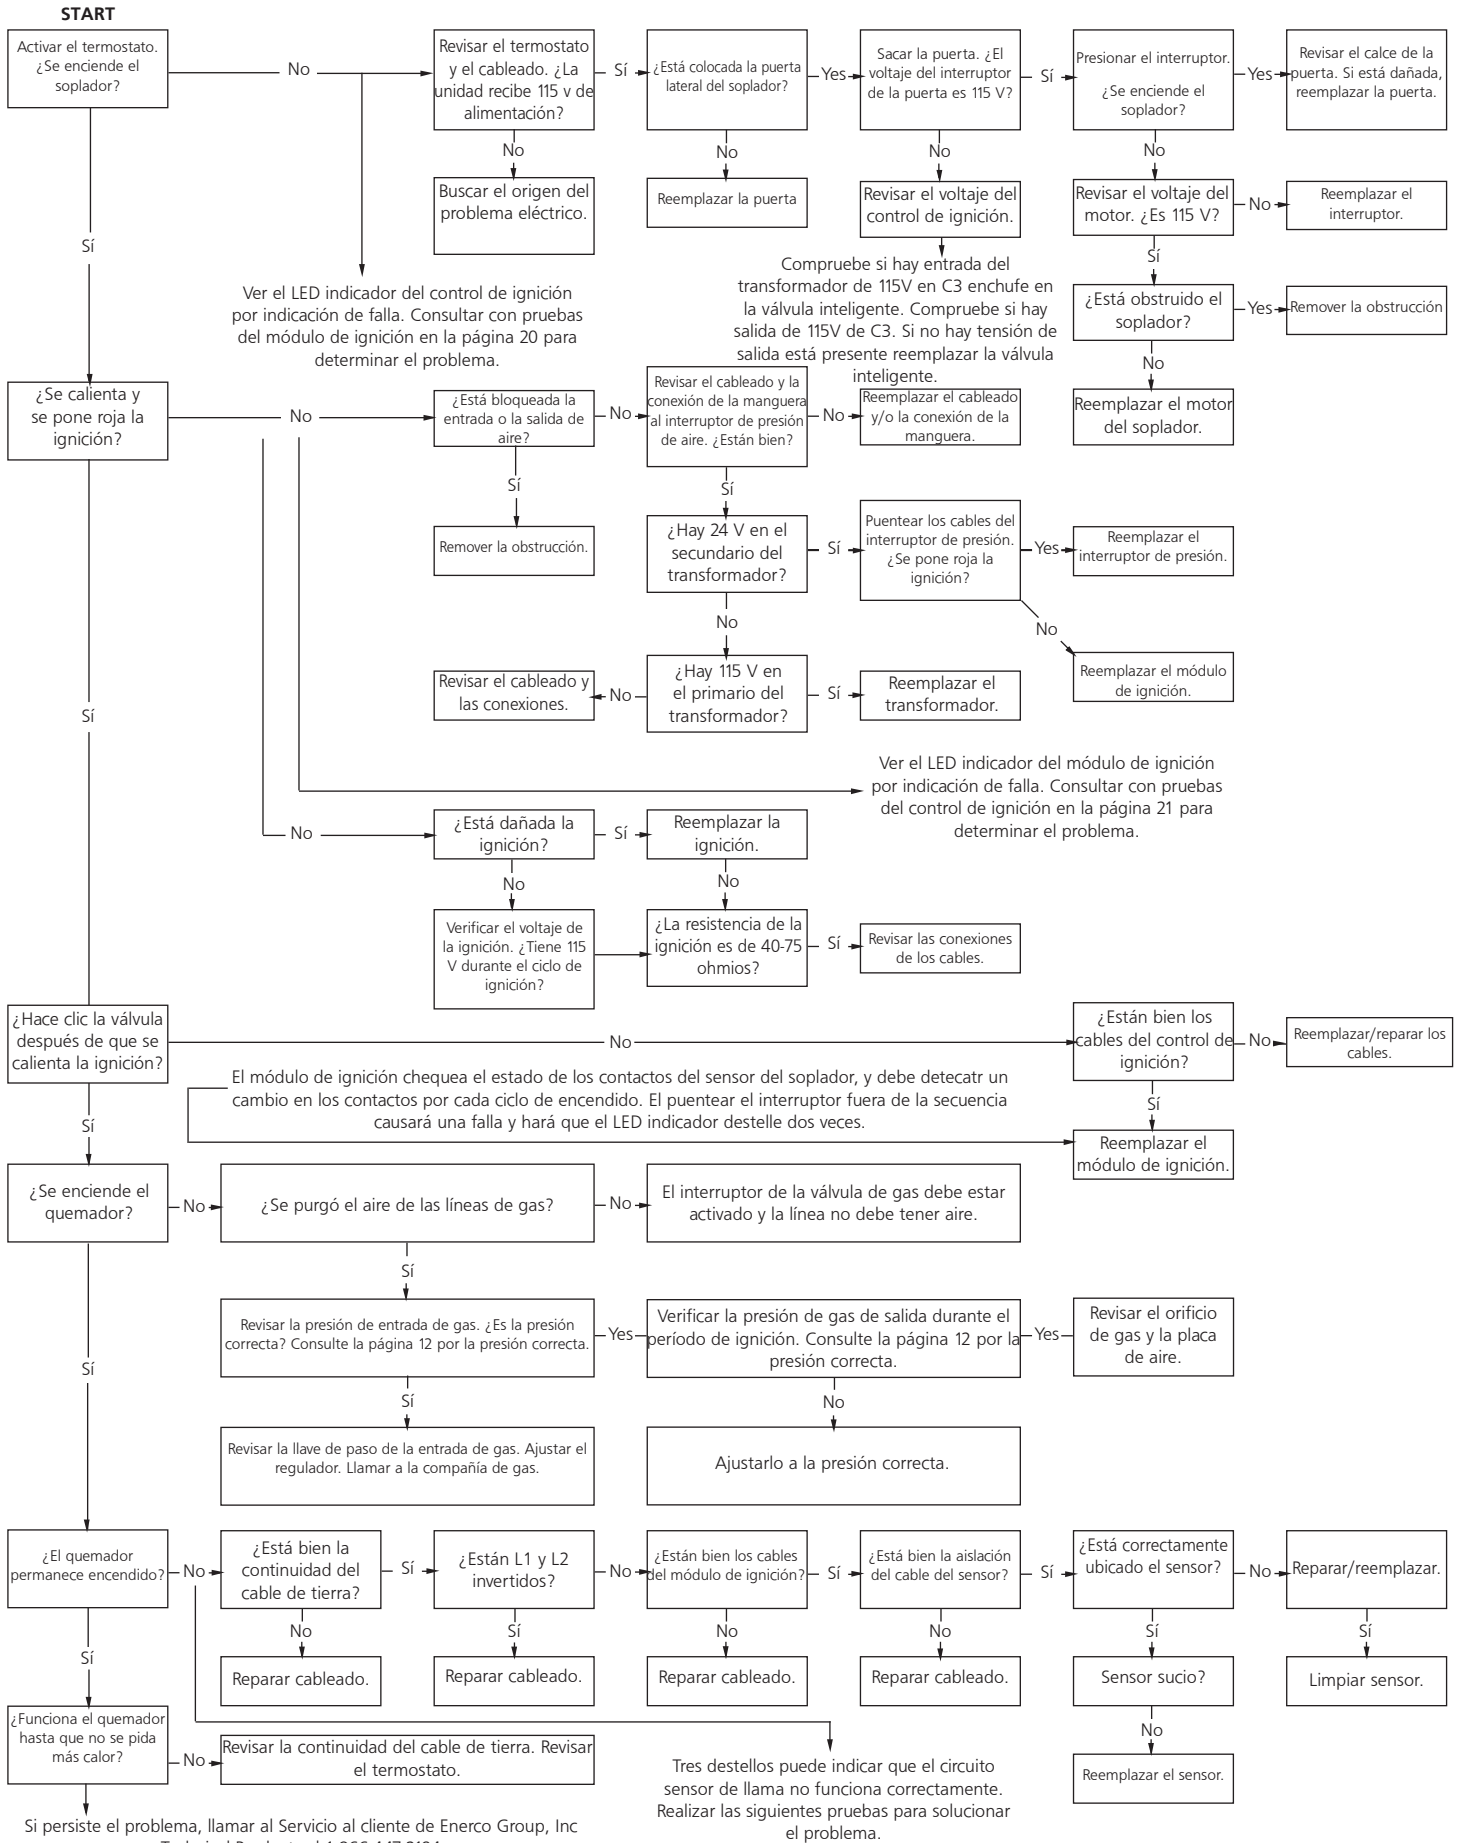 START
Activar el termostato.
¿Se enciende el
soplador?
No
Revisar el termostato
y el cableado. ¿La
unidad recibe 115 v de
alimentación?
Sí
¿Está colocada la puerta
lateral del soplador?
Yes
Sacar la puerta. ¿El
voltaje del interruptor
de la puerta es 115 V?
Sí
Presionar el interruptor.
¿Se enciende el
soplador?
Yes
Revisar el calce de la
puerta. Si está dañada,
reemplazar la puerta.
No
No
No
No
Buscar el origen del
problema eléctrico.
Reemplazar la puerta
Revisar el voltaje del
control de ignición.
Revisar el voltaje del
motor. ¿Es 115 V?
No
Reemplazar el
interruptor.
Sí
Sí
Ver el LED indicador del control de ignición
por indicación de falla. Consultar con pruebas
del módulo de ignición en la página 20 para
determinar el problema.
Compruebe si hay entrada del
transformador de 115V en C3 enchufe en
la válvula inteligente. Compruebe si hay
salida de 115V de C3. Si no hay tensión de
salida está presente reemplazar la válvula
inteligente.
¿Está obstruido el
soplador?
Yes
Remover la obstrucción
No
Reemplazar el motor
del soplador.
¿Se calienta y
se pone roja la
ignición?
No
¿Está bloqueada la
entrada o la salida de
aire?
No
Revisar el cableado y la
conexión de la manguera
al interruptor de presión
de aire. ¿Están bien?
No
Reemplazar el cableado
y/o la conexión de la
manguera.
Sí
Sí
Remover la obstrucción.
¿Hay 24 V en el
secundario del
transformador?
Sí
Puentear los cables del
interruptor de presión.
¿Se pone roja la
ignición?
Yes
Reemplazar el
interruptor de presión.
No
No
Reemplazar el módulo
de ignición.
Revisar el cableado y
las conexiones.
No
¿Hay 115 V en
el primario del
transformador?
Sí
Reemplazar el
transformador.
Sí
Ver el LED indicador del módulo de ignición
por indicación de falla. Consultar con pruebas
del control de ignición en la página 21 para
determinar el problema.
No
¿Está dañada la
ignición?
Sí
Reemplazar la
ignición.
No
No
Verificar el voltaje de
la ignición. ¿Tiene 115
V durante el ciclo de
ignición?
¿La resistencia de la
ignición es de 40-75
ohmios?
Sí
Revisar las conexiones
de los cables.
¿Hace clic la válvula
después de que se
calienta la ignición?
No
¿Están bien los
cables del control de
ignición?
No
Reemplazar/reparar los
cables.
El módulo de ignición chequea el estado de los contactos del sensor del soplador, y debe detecatr un
cambio en los contactos por cada ciclo de encendido. El puentear el interruptor fuera de la secuencia
causará una falla y hará que el LED indicador destelle dos veces.
Sí
Sí
Reemplazar el
módulo de ignición.
¿Se enciende el
quemador?
No
¿Se purgó el aire de las líneas de gas?
No
El interruptor de la válvula de gas debe estar
activado y la línea no debe tener aire.
Sí
Revisar la presión de entrada de gas. ¿Es la presión
correcta? Consulte la página 12 por la presión correcta.
Yes
Verificar la presión de gas de salida durante el
período de ignición. Consulte la página 12 por la
presión correcta.
Yes
Revisar el orificio
de gas y la placa
de aire.
Sí
Sí
No
Revisar la llave de paso de la entrada de gas. Ajustar el
regulador. Llamar a la compañía de gas.
Ajustarlo a la presión correcta.
¿El quemador
permanece encendido?
No
¿Está bien la
continuidad del
cable de tierra?
Sí
¿Están L1 y L2
invertidos?
No
¿Están bien los cables
del módulo de ignición?
Sí
¿Está bien la aislación
del cable del sensor?
Sí
¿Está correctamente
ubicado el sensor?
No
Reparar/reemplazar.
Sí
No
Sí
No
No
Sí
Sí
Reparar cableado.
Reparar cableado.
Reparar cableado.
Reparar cableado.
Sensor sucio?
Limpiar sensor.
¿Funciona el quemador
hasta que no se pida
más calor?
No
Revisar la continuidad del cable de tierra. Revisar
el termostato.
No
Tres destellos puede indicar que el circuito
sensor de llama no funciona correctamente.
Realizar las siguientes pruebas para solucionar
el problema.
Reemplazar el sensor.
Si persiste el problema, llamar al Servicio al cliente de Enerco Group, Inc